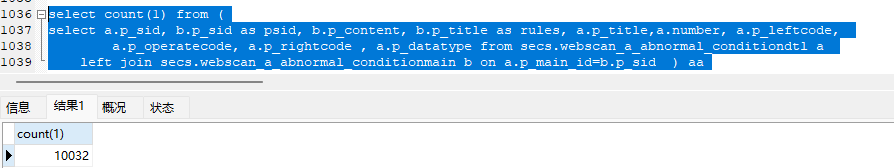 1036 select count(1) from (
1037 select a.p_sid, b.p_sid as psid, b.p_content, b.p_title as rules, a.p_title,a.number, a.p_leftcode,
1038 a.p_operatecode, a.p_rightcode , a.p_datatype from secs.webscan_a_abnormal_conditiondtl a
1039 left join secs.webscan_a_abnormal_conditionmain b on a.p_main_id=b.p_sid ) aa
信息 结果1 概况 状态
count(1)
10032